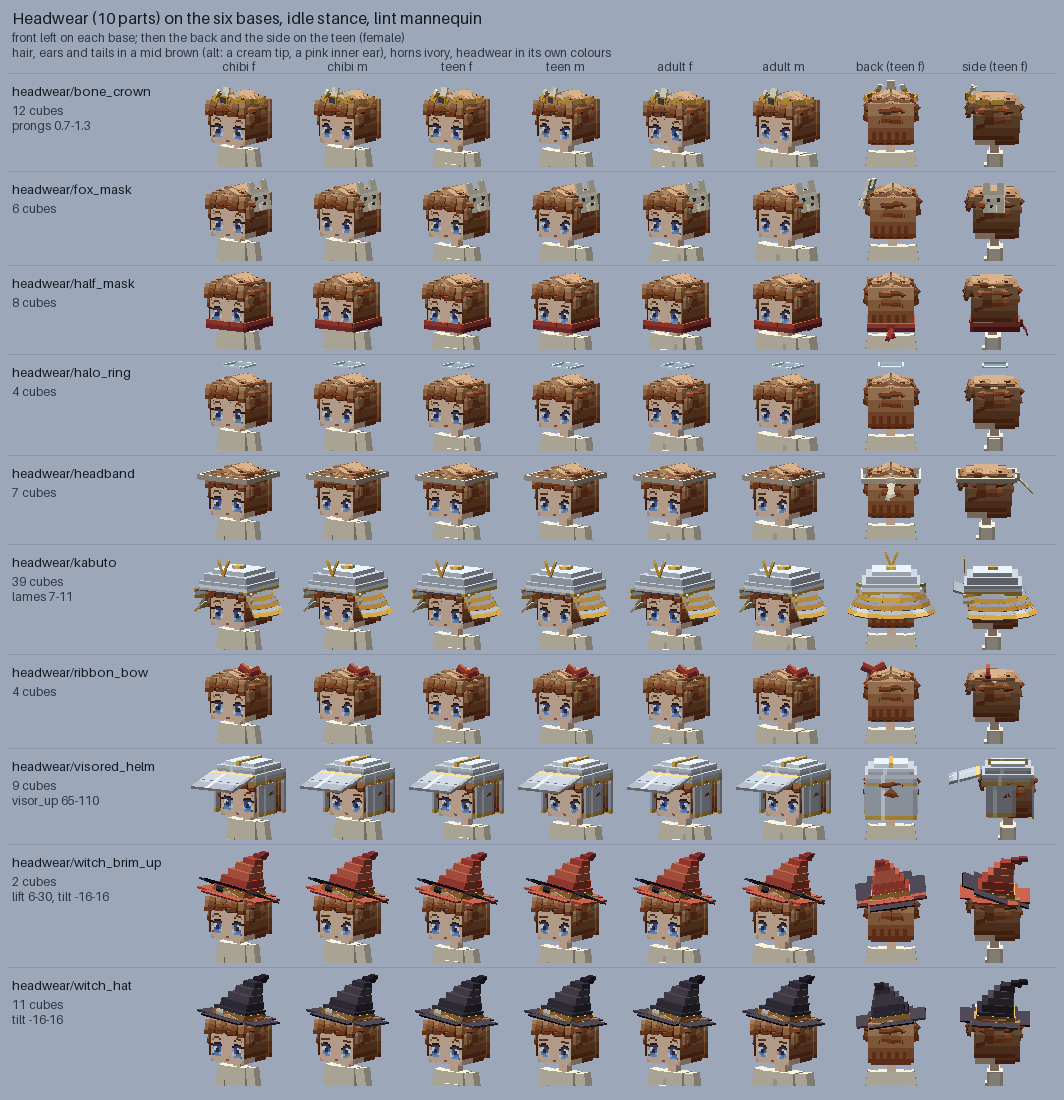 Headwear (10 parts) on the six bases, idle stance, lint mannequin
front left on each base; then the back and the side on the teen (female)
hair, ears and tails in a mid brown (alt: a cream tip, a pink inner ear), horns ivory, headwear in its own colours
chibi f chibi m teen f teen m adult f adult m back (teen f) side (teen f)
headwear/bone_crown
12 cubes
prongs 0.7-1.3
headwear/fox_mask
6 cubes
headwear/half_mask
8 cubes
headwear/halo_ring
4 cubes
headwear/headband
7 cubes
headwear/kabuto
39 cubes
lames 7-11
headwear/ribbon_bow
4 cubes
headwear/visored_helm
9 cubes
visor_up 65-110
headwear/witch_brim_up
2 cubes
lift 6-30, tilt -16-16
headwear/witch_hat
11 cubes
tilt -16-16